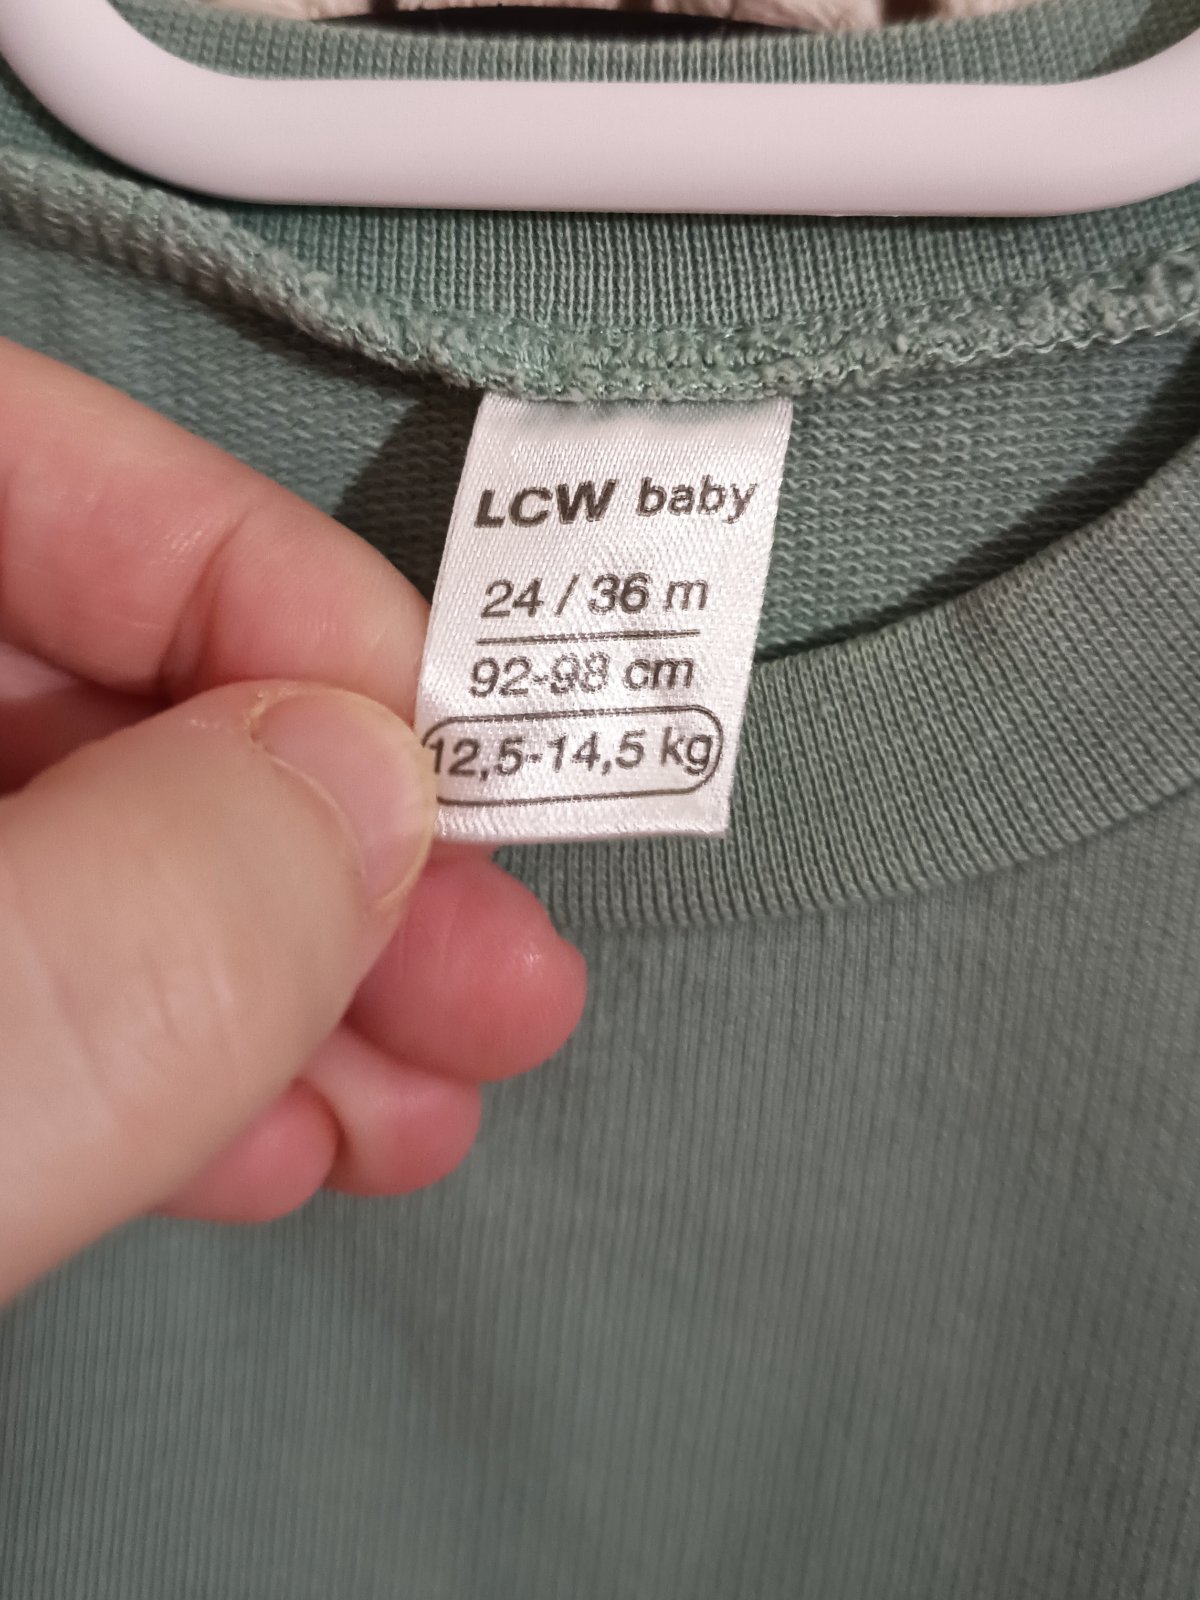 LCW baby
24 / 36 m
92-98 cm
12,5-14,5 kg